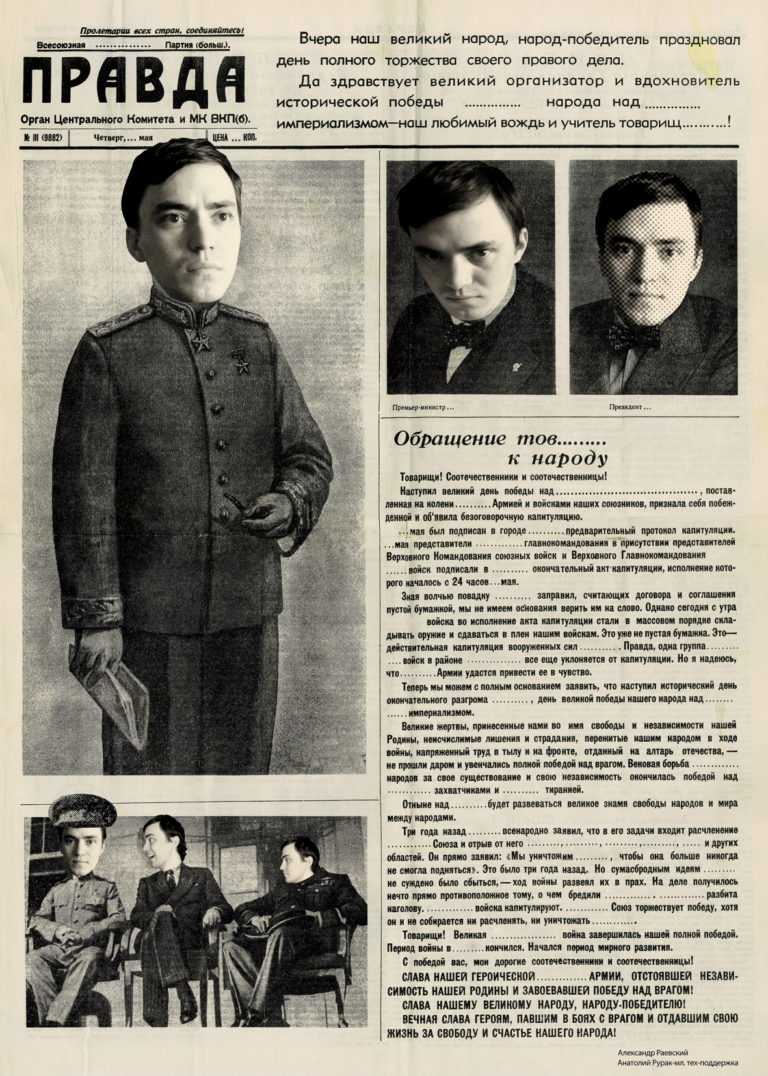 Пролетарии всех стран, соединяйтесь!
Всесоюзная ............... Партия (больш.).
ПРАВДА
Орган Центрального Комитета и МК ВКП(б).
№ III (9882) Четверг,... мая ЦЕНА ... КОП.
Вчера наш великий народ, народ-победитель праздновал
день полного торжества своего правого дела.
Да здравствует великий организатор и вдохновитель
исторической победы .............. народа над ..............
империализмом—наш любимый вождь и учитель товарищ..........!
Премьер-министр ...
Президент ...
Обращение тов.........
к народу
Товарищи! Соотечественники и соотечественницы!
Наступил великий день победы над ......................................, постав-
ленная на колени..........Армией и войсками наших союзников, признала себя побеж-
денной и об'явила безоговорочную капитуляцию.
...мая был подписан в городе ..........предварительный протокол капитуляции.
...мая представители .............главнокомандования в присутствии представителей
Верховного Командования союзных войск и Верховного Главнокомандования
......войск подписали в .......... окончательный акт капитуляции, исполнение кото-
рого началось с 24 часов...мая.
Зная волчью повадку .......... заправил, считающих договора и соглашения
пустой бумажкой, мы не имеем основания верить им на слово. Однако сегодня с утра
войска во исполнение акта капитуляции стали в массовом порядке скла-
дывать оружие и сдаваться в плен нашим войскам. Это уже не пустая бумажка. Это—
действительная капитуляция вооруженных сил ........... Правда, одна группа.........
.....войск в районе ............... все еще уклоняется от капитуляции. Но я надеюсь,
что..........Армии удастся привести ее в чувство.
Теперь мы можем с полным основанием заявить, что наступил исторический день
окончательного разгрома .........., день великой победы нашего народа над........
......империализмом.
Великие жертвы, принесенные нами во имя свободы и независимости нашей
Родины, неисчислимые лишения и страдания, пережитые нашим народом в ходе
войны, напряженный труд в тылу и на фронте, отданный на алтарь отечества, —
не прошли даром и увенчались полной победой над врагом. Вековая борьба .............
народов за свое существование и свою независимость окончилась победой над
............ захватчиками и .......... тиранией.
Отныне над..........будет развеваться великое знамя свободы народов и мира
между народами.
Три года назад .........всенародно заявил, что в его задачи входит расчленение
............Союза и отрыв от него ..........,..........,..........,.......... и других
областей. Он прямо заявил: «Мы уничтожим .........., чтобы она больше никогда
не смогла подняться». Это было три года назад. Но сумасбродным идеям ........
не суждено было сбыться,—ход войны развеял их в прах. На деле получилось
нечто прямо противоположное тому, о чем бредили ............ ............ разбита
наголову.............войска капитулируют............. Союз торжествует победу, хотя
он и не собирается ни расчленять, ни уничтожать.............
Товарищи! Великая .................. война завершилась нашей полной победой.
Период войны в........кончился. Начался период мирного развития.
С победой вас, мои дорогие соотечественники и соотечественницы!
СЛАВА НАШЕЙ ГЕРОИЧЕСКОЙ..............АРМИИ, ОТСТОЯВШЕЙ НЕЗАВИ-
СИМОСТЬ НАШЕЙ РОДИНЫ И ЗАВОЕВАВШЕЙ ПОБЕДУ НАД ВРАГОМ!
СЛАВА НАШЕМУ ВЕЛИКОМУ НАРОДУ, НАРОДУ-ПОБЕДИТЕЛЮ!
ВЕЧНАЯ СЛАВА ГЕРОЯМ, ПАВШИМ В БОЯХ С ВРАГОМ И ОТДАВШИМ СВОЮ
ЖИЗНЬ ЗА СВОБОДУ И СЧАСТЬЕ НАШЕГО НАРОДА!
Александр Раевский
Анатолий Рурак-мл. тех-поддержка